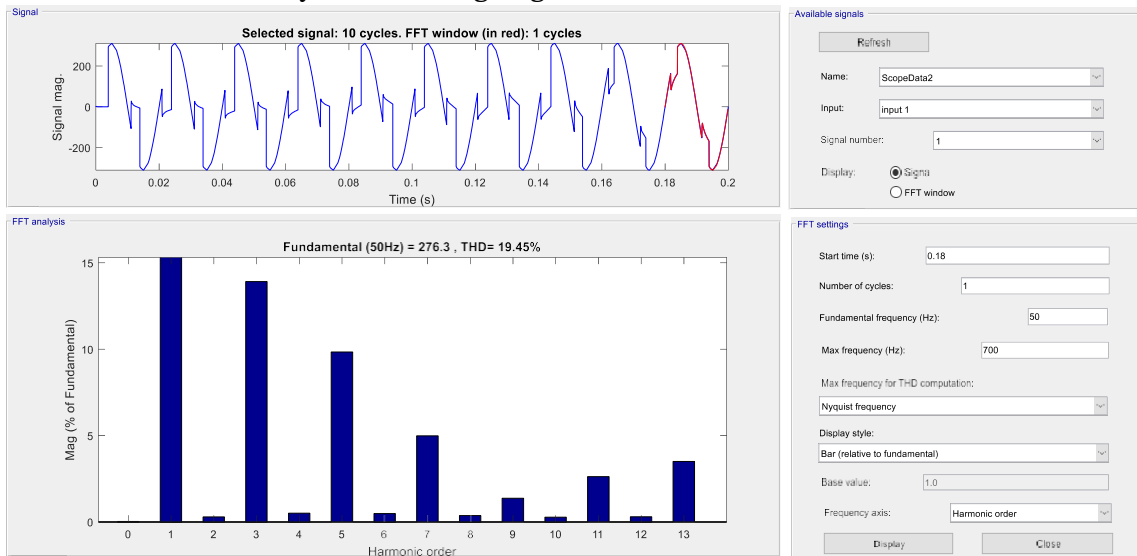 Signal
Selected signal: 10 cycles. FFT window (in red): 1 cycles
Signal mag.
200
0
-200
0 0.02 0.04 0.06 0.08 0.1 0.12 0.14 0.16 0.18 0.2
Time (s)
Available signals
Refresh
Name: ScopeData2
Input: input 1
Signal number: 1
Display: Signa
FFT window
FFT analysis
Fundamental (50Hz) = 276.3 , THD= 19.45%
Mag (% of Fundamental)
15
10
5
0
0 1 2 3 4 5 6 7 8 9 10 11 12 13
Harmonic order
FFT settings
Start time (s): 0.18
Number of cycles: 1
Fundamental frequency (Hz): 50
Max frequency (Hz): 700
Max frequency for THD computation:
Nyquist frequency
Display style:
Bar (relative to fundamental)
Base value: 1.0
Frequency axis: Harmonic order
Display Close